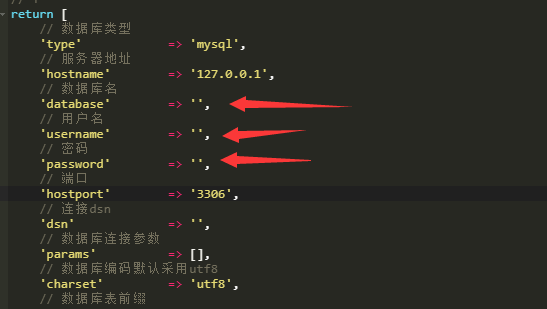 return [
// 数据库类型
'type' => 'mysql',
// 服务器地址
'hostname' => '127.0.0.1',
// 数据库名
'database' => '',
// 用户名
'username' => '',
// 密码
'password' => '',
// 端口
'hostport' => '3306',
// 连接dsn
'dsn' => '',
// 数据库连接参数
'params' => [],
// 数据库编码默认采用utf8
'charset' => 'utf8',
// 数据库表前缀